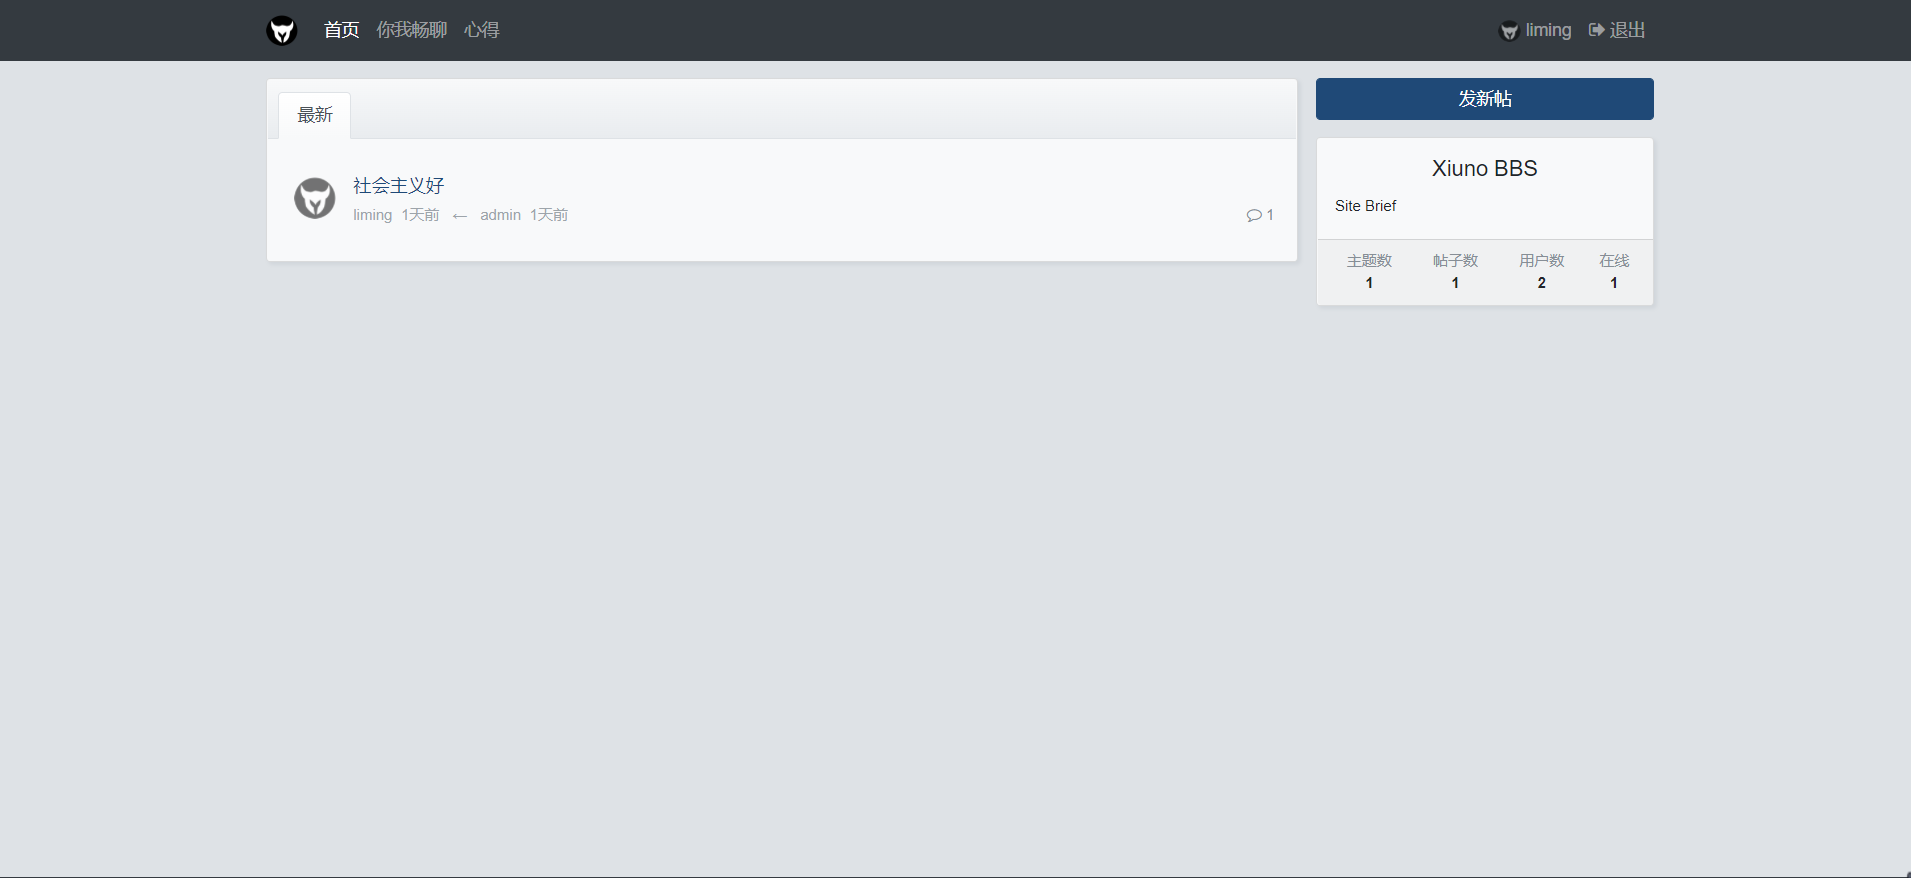 首页 你我畅聊 心得 liming 退出
最新
社会主义好
liming 1天前 ← admin 1天前 1
发新帖
Xiuno BBS
Site Brief
主题数 帖子数 用户数 在线
1 1 2 1